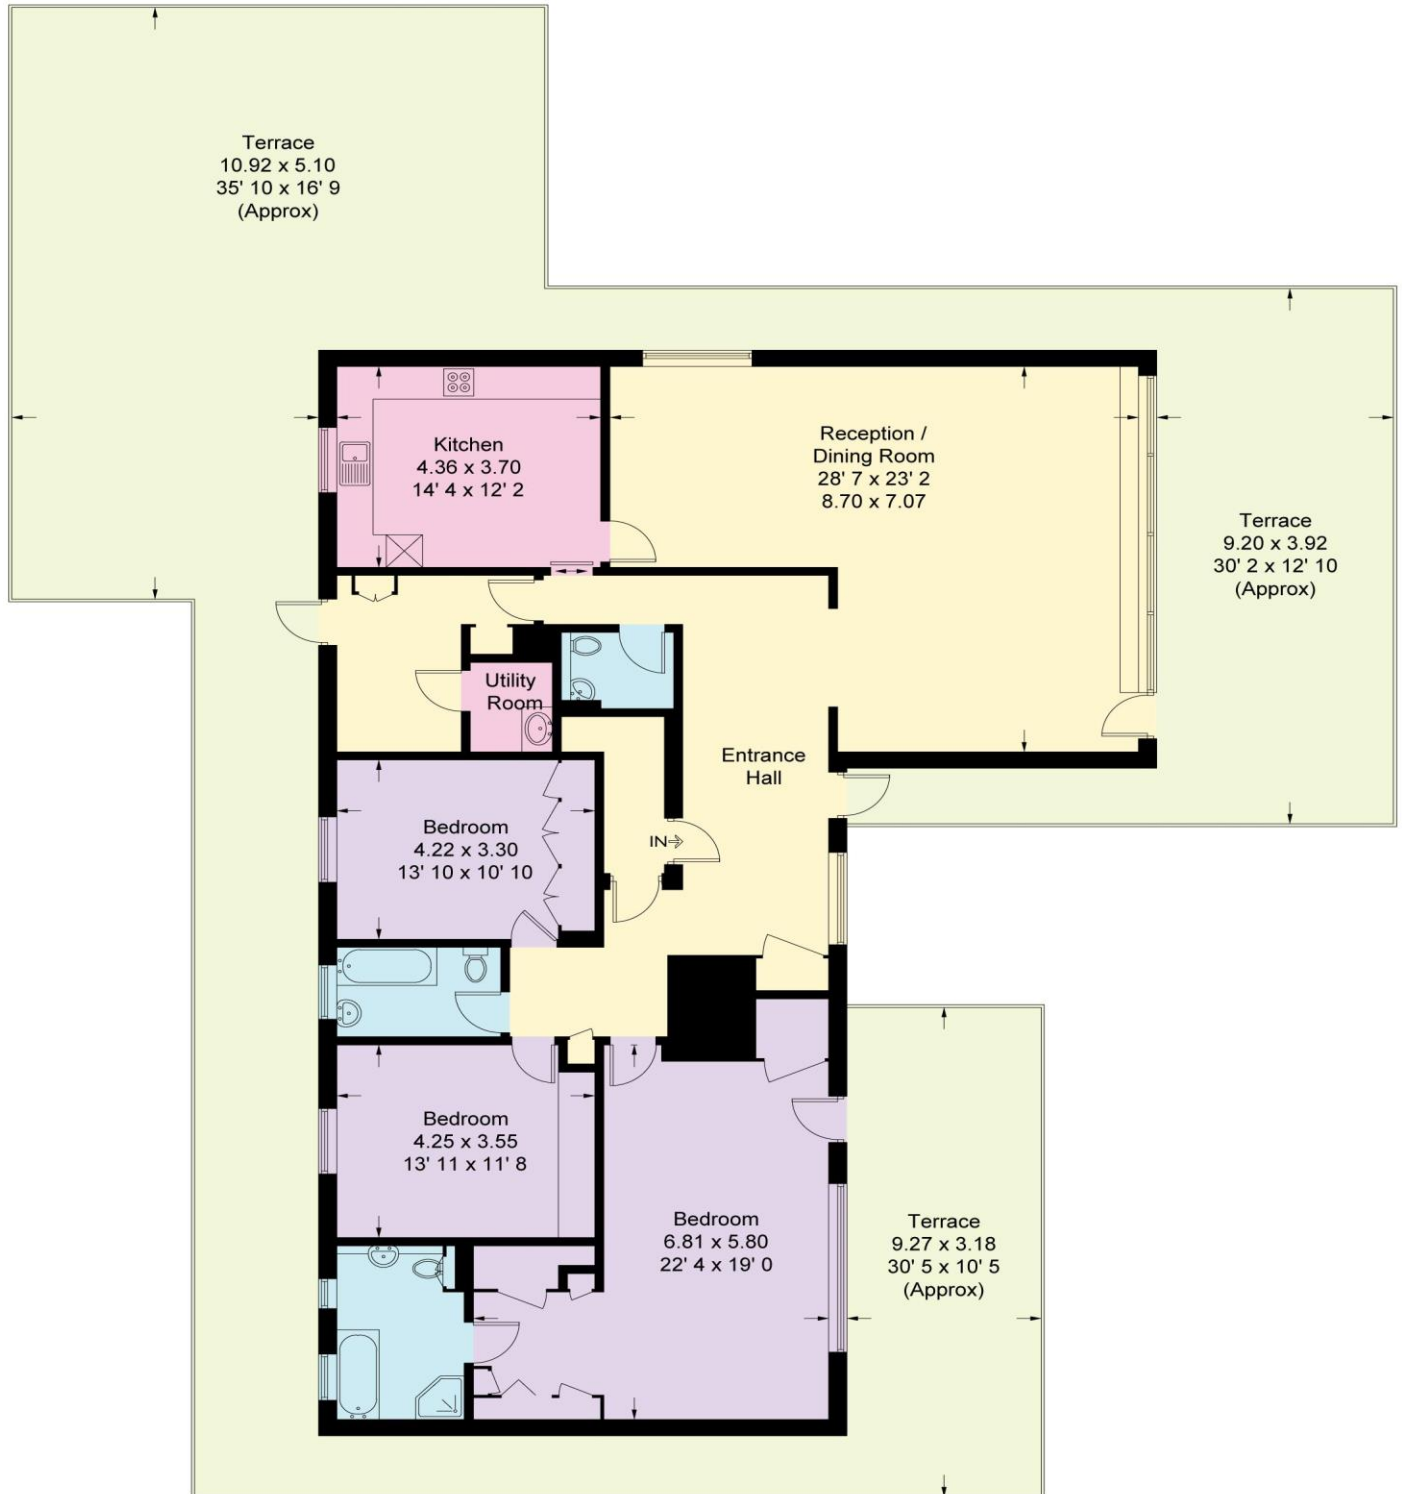 Terrace
10.92 x 5.10
35' 10 x 16' 9
(Approx)
Kitchen
4.36 x 3.70
14' 4 x 12' 2
Reception /
Dining Room
28' 7 x 23' 2
8.70 x 7.07
Terrace
9.20 x 3.92
30' 2 x 12' 10
(Approx)
Utility
Room
Entrance
Hall
Bedroom
4.22 x 3.30
13' 10 x 10' 10
IN
Bedroom
4.25 x 3.55
13' 11 x 11' 8
Bedroom
6.81 x 5.80
22' 4 x 19' 0
Terrace
9.27 x 3.18
30' 5 x 10' 5
(Approx)